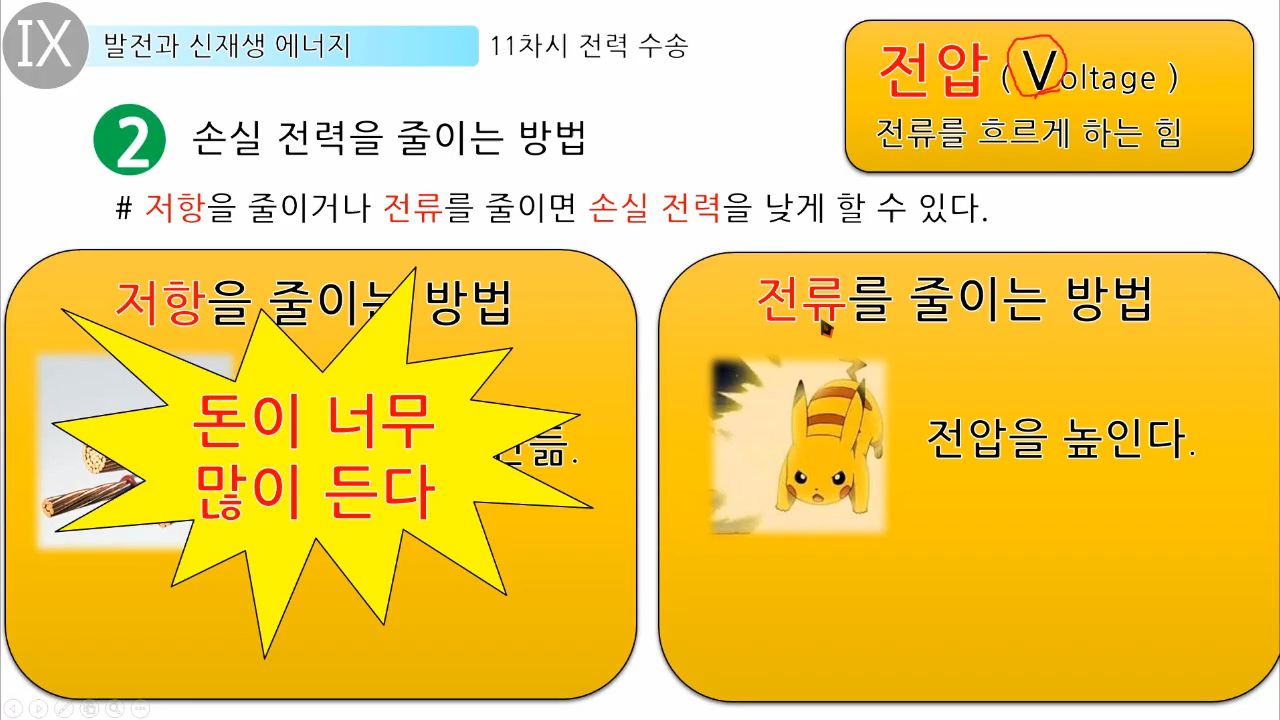 IX
발전과 신재생 에너지
11차시 전력 수송
전압 ( Voltage )
전류를 흐르게 하는 힘
2 손실 전력을 줄이는 방법
# 저항을 줄이거나 전류를 줄이면 손실 전력을 낮게 할 수 있다.
저항을 줄이는 방법
돈이 너무
많이 든다
전류를 줄이는 방법
전압을 높인다.